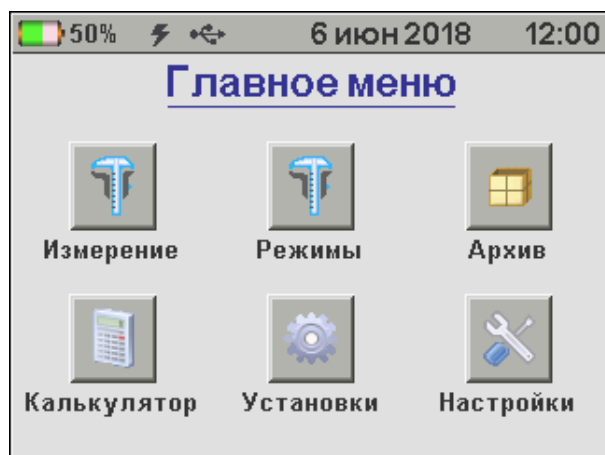 50% 6 июн 2018 12:00
Главное меню
Измерение Режимы Архив
Калькулятор Установки Настройки